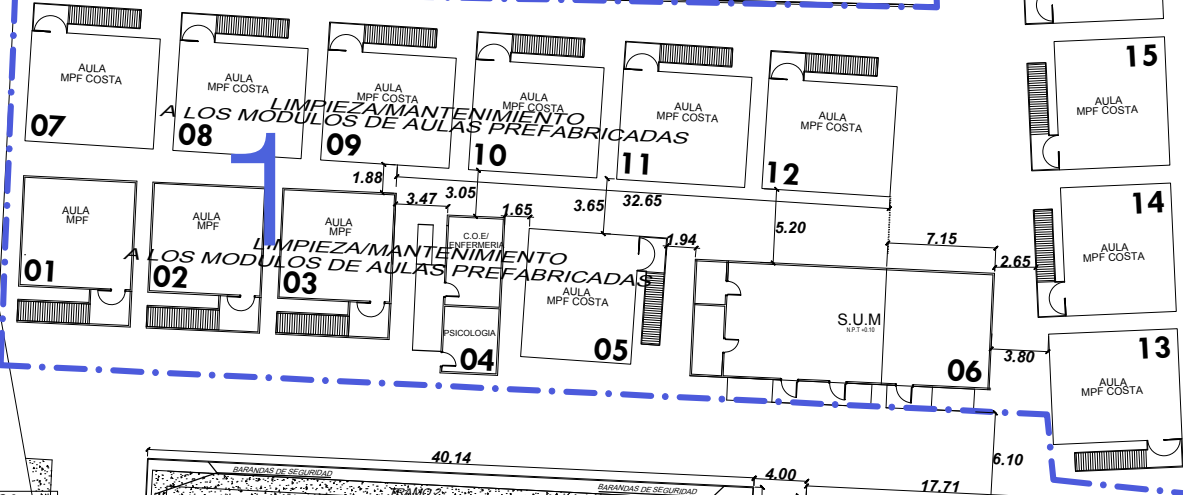 AULA
MPF COSTA
07
AULA
MPF COSTA
08
AULA
MPF COSTA
09
AULA
MPF COSTA
10
AULA
MPF COSTA
11
AULA
MPF COSTA
12
15
AULA
MPF COSTA
LIMPIEZA/MANTENIMIENTO
A LOS MODULOS DE AULAS PREFABRICADAS
1
1.88
3.47
3.05
1.65
3.65
32.65
5.20
1.94
7.15
2.65
AULA
MPF
01
AULA
MPF
02
AULA
MPF
03
C.O.E/
ENFERMERIA
PSICOLOGIA
04
LIMPIEZA/MANTENIMIENTO
A LOS MODULOS DE AULAS PREFABRICADAS
AULA
MPF COSTA
05
S.U.M
N.P.T +0.10
06
14
AULA
MPF COSTA
3.80
13
AULA
MPF COSTA
6.10
40.14
4.00
17.71
BARANDAS DE SEGURIDAD
TRAMO 2
BARANDAS DE SEGURIDAD